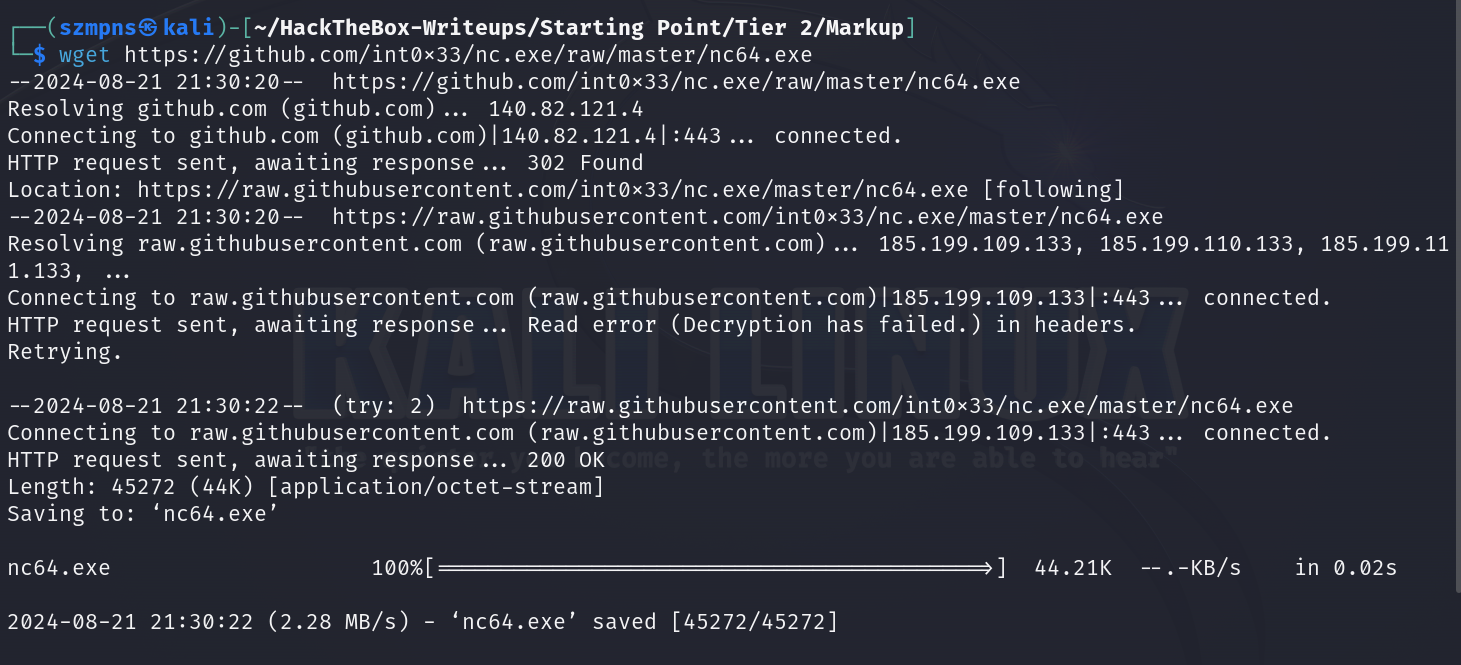 ┌──(szmpns㉿kali)-[~/HackTheBox-Writeups/Starting Point/Tier 2/Markup]
└─$ wget https://github.com/int0x33/nc.exe/raw/master/nc64.exe
--2024-08-21 21:30:20--  https://github.com/int0x33/nc.exe/raw/master/nc64.exe
Resolving github.com (github.com)... 140.82.121.4
Connecting to github.com (github.com)|140.82.121.4|:443... connected.
HTTP request sent, awaiting response... 302 Found
Location: https://raw.githubusercontent.com/int0x33/nc.exe/master/nc64.exe [following]
--2024-08-21 21:30:20--  https://raw.githubusercontent.com/int0x33/nc.exe/master/nc64.exe
Resolving raw.githubusercontent.com (raw.githubusercontent.com)... 185.199.109.133, 185.199.110.133, 185.199.11
1.133, ...
Connecting to raw.githubusercontent.com (raw.githubusercontent.com)|185.199.109.133|:443... connected.
HTTP request sent, awaiting response... Read error (Decryption has failed.) in headers.
Retrying.
KALI LINUX
--2024-08-21 21:30:22--  (try: 2)  https://raw.githubusercontent.com/int0x33/nc.exe/master/nc64.exe
Connecting to raw.githubusercontent.com (raw.githubusercontent.com)|185.199.109.133|:443... connected.
HTTP request sent, awaiting response... 200 OK
the more you are able to hear"
Length: 45272 (44K) [application/octet-stream]
Saving to: ‘nc64.exe’
nc64.exe                     100%[===========================================>]  44.21K  --.-KB/s    in 0.02s
2024-08-21 21:30:22 (2.28 MB/s) - ‘nc64.exe’ saved [45272/45272]